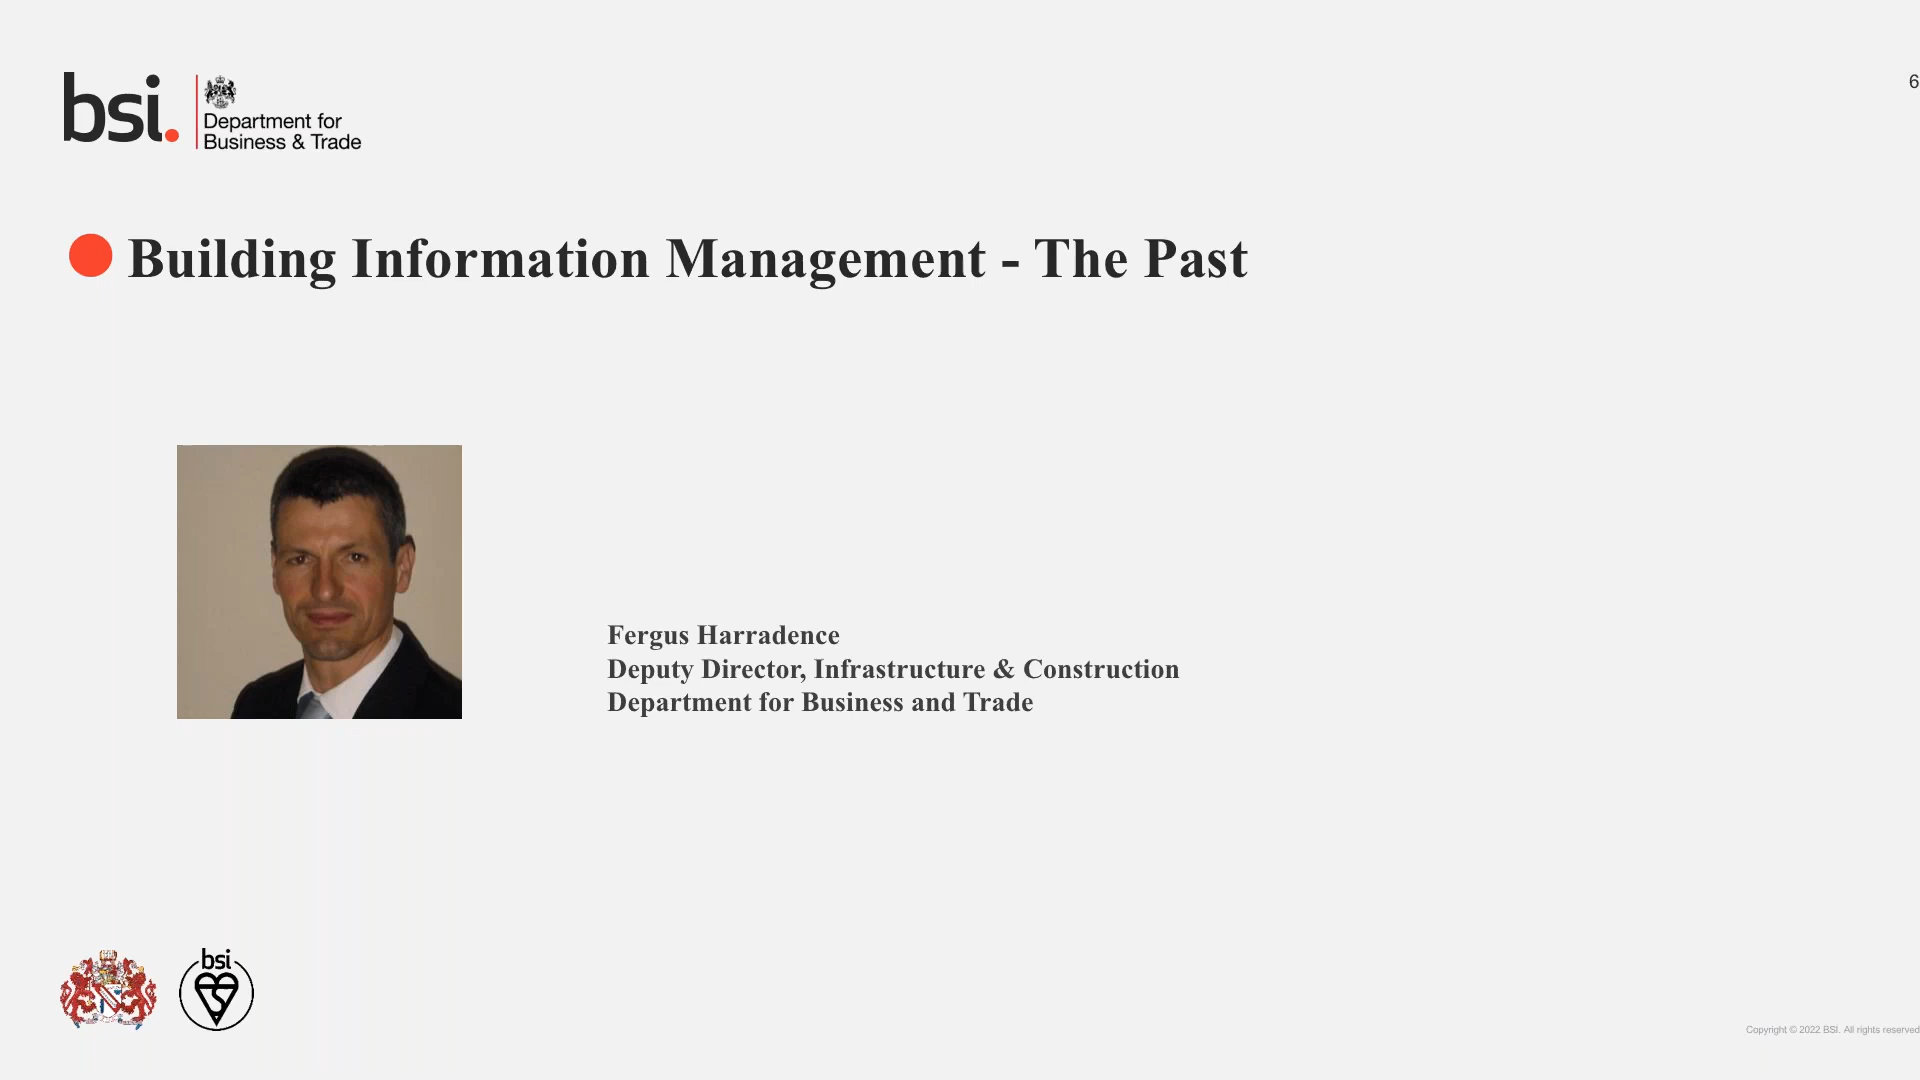 bsi.
Department for
Business & Trade
6
Building Information Management - The Past
Fergus Harradence
Deputy Director, Infrastructure & Construction
Department for Business and Trade
bsi
Copyright © 2022 BSI. All rights reserved